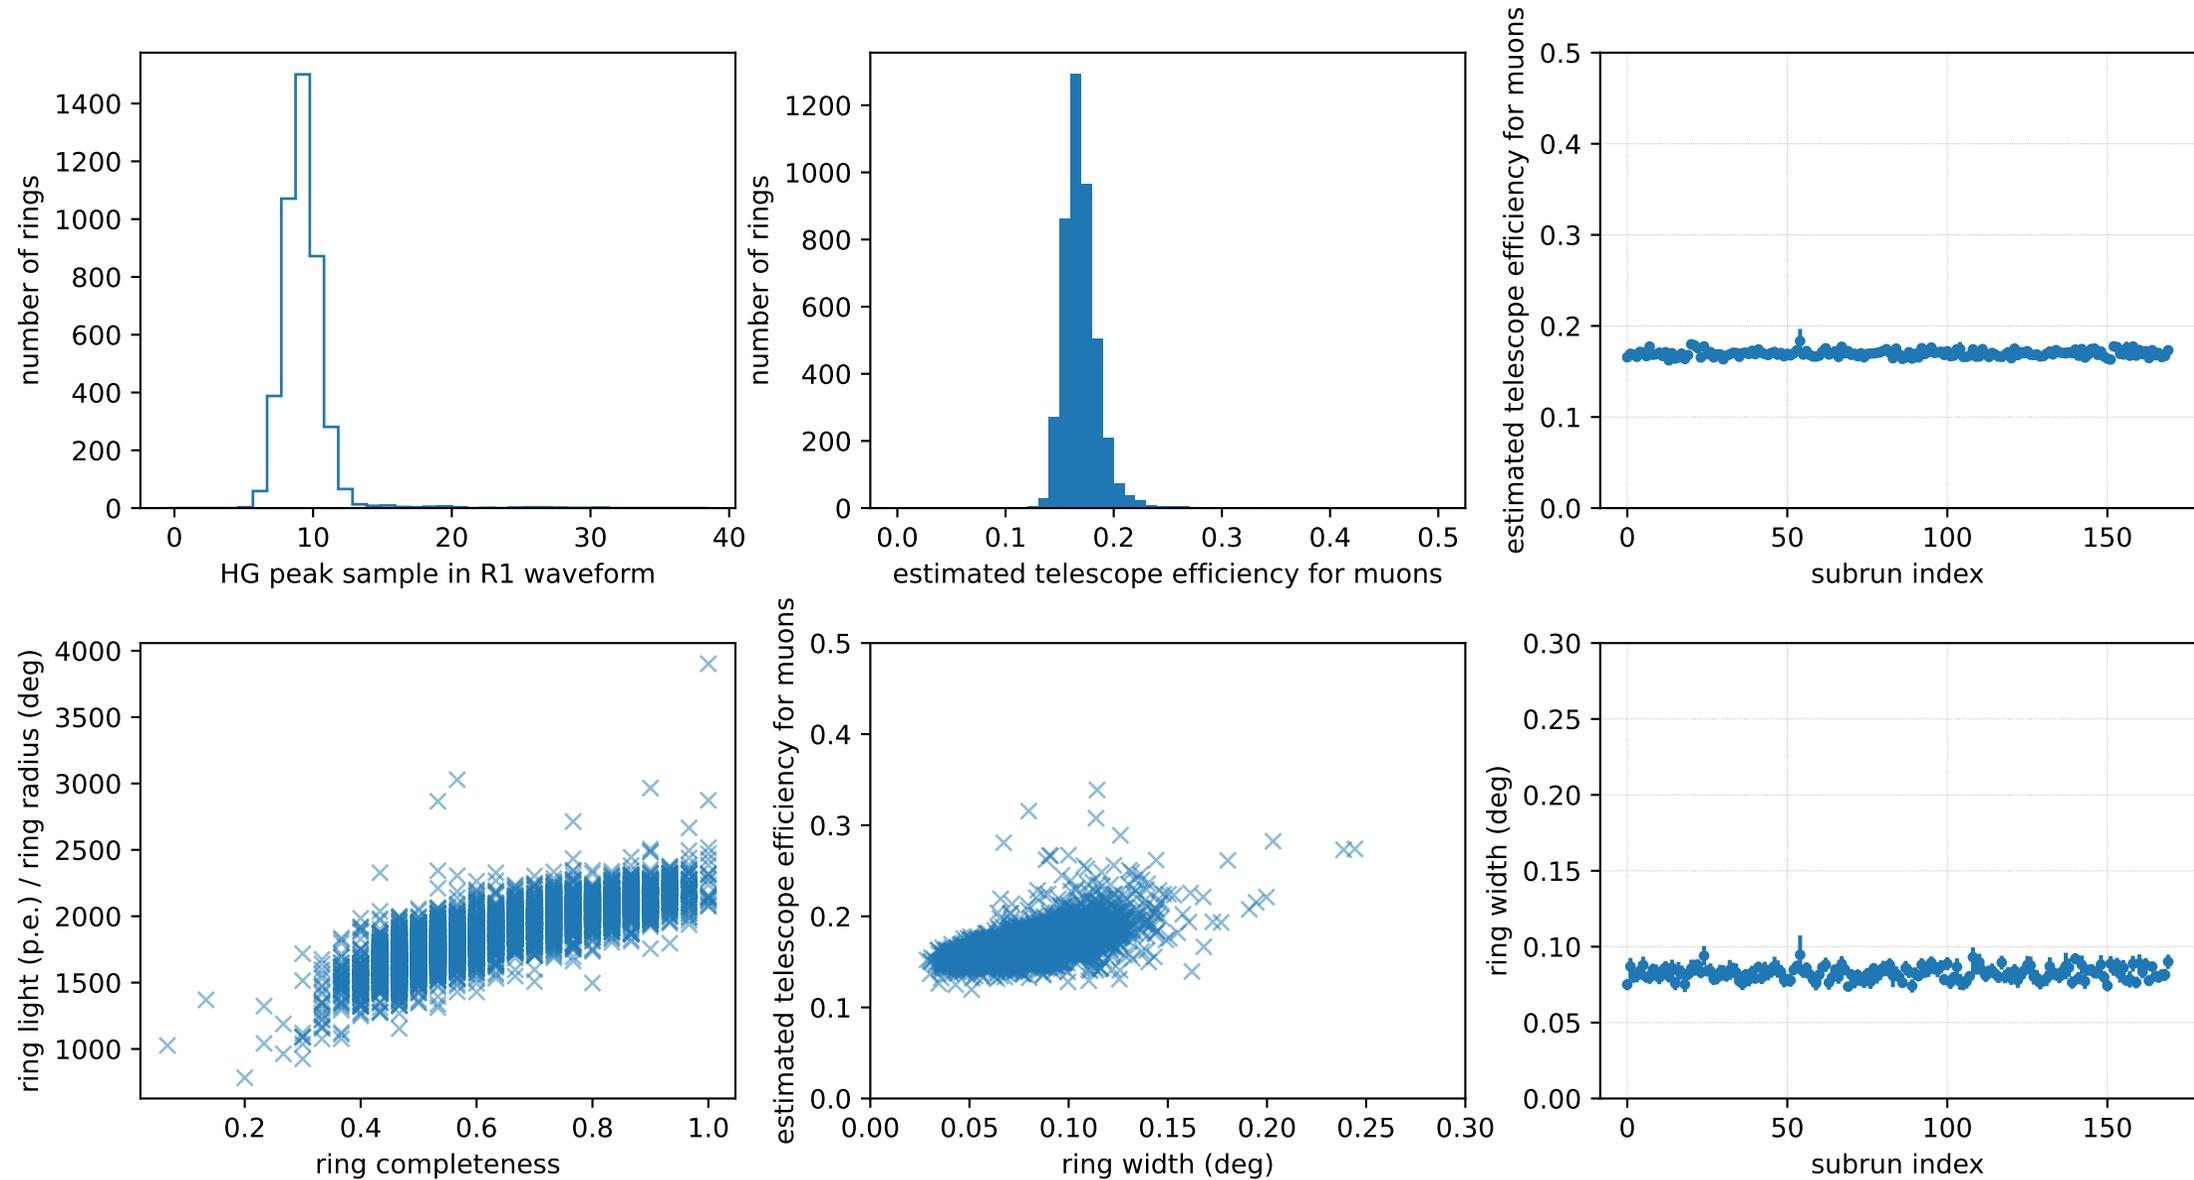 number of rings
1400
1200
1000
800
600
400
200
0
0 10 20 30 40
HG peak sample in R1 waveform
number of rings
1200
1000
800
600
400
200
0
0.0 0.1 0.2 0.3 0.4 0.5
estimated telescope efficiency for muons
estimated telescope efficiency for muons
0.5
0.4
0.3
0.2
0.1
0.0
0 50 100 150
subrun index
ring light (p.e.) / ring radius (deg)
4000
3500
3000
2500
2000
1500
1000
0.2 0.4 0.6 0.8 1.0
ring completeness
estimated telescope efficiency for muons
0.5
0.4
0.3
0.2
0.1
0.0
0.00 0.05 0.10 0.15 0.20 0.25 0.30
ring width (deg)
ring width (deg)
0.30
0.25
0.20
0.15
0.10
0.05
0.00
0 50 100 150
subrun index